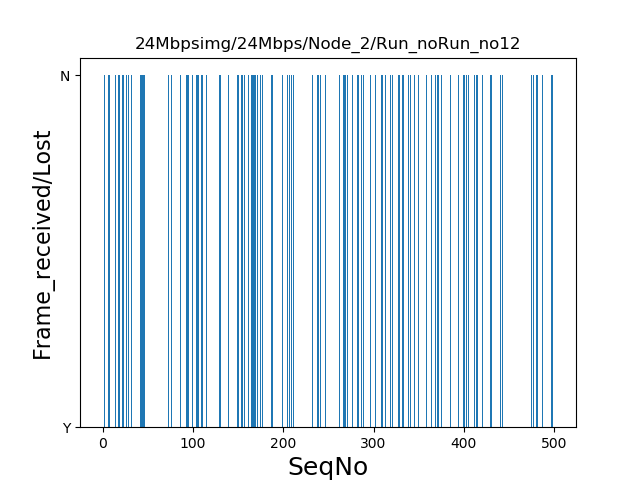 24Mbpsimg/24Mbps/Node_2/Run_noRun_no12
N
Frame_received/Lost
Y
0 100 200 300 400 500
SeqNo